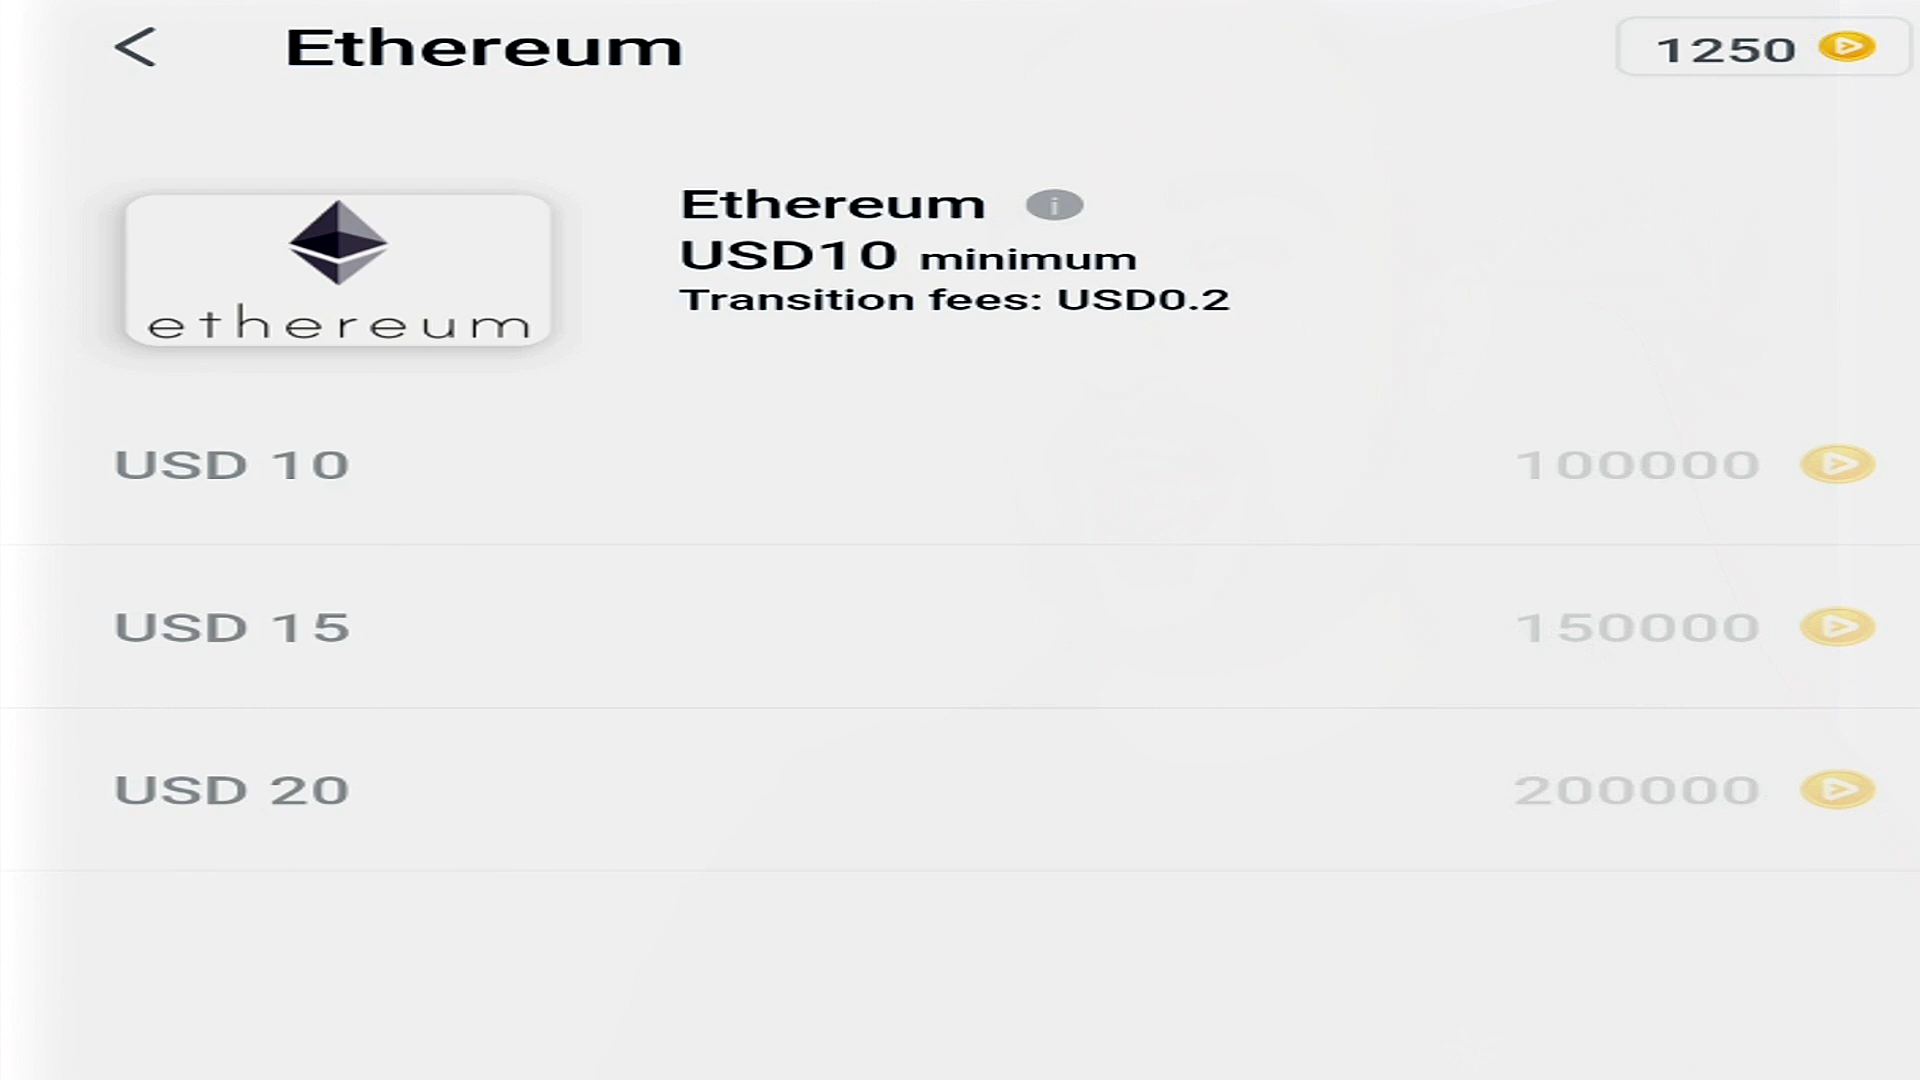 Ethereum
1250
ethereum
Ethereum
USD10 minimum
Transition fees: USD0.2
USD 10 100000
USD 15 150000
USD 20 200000